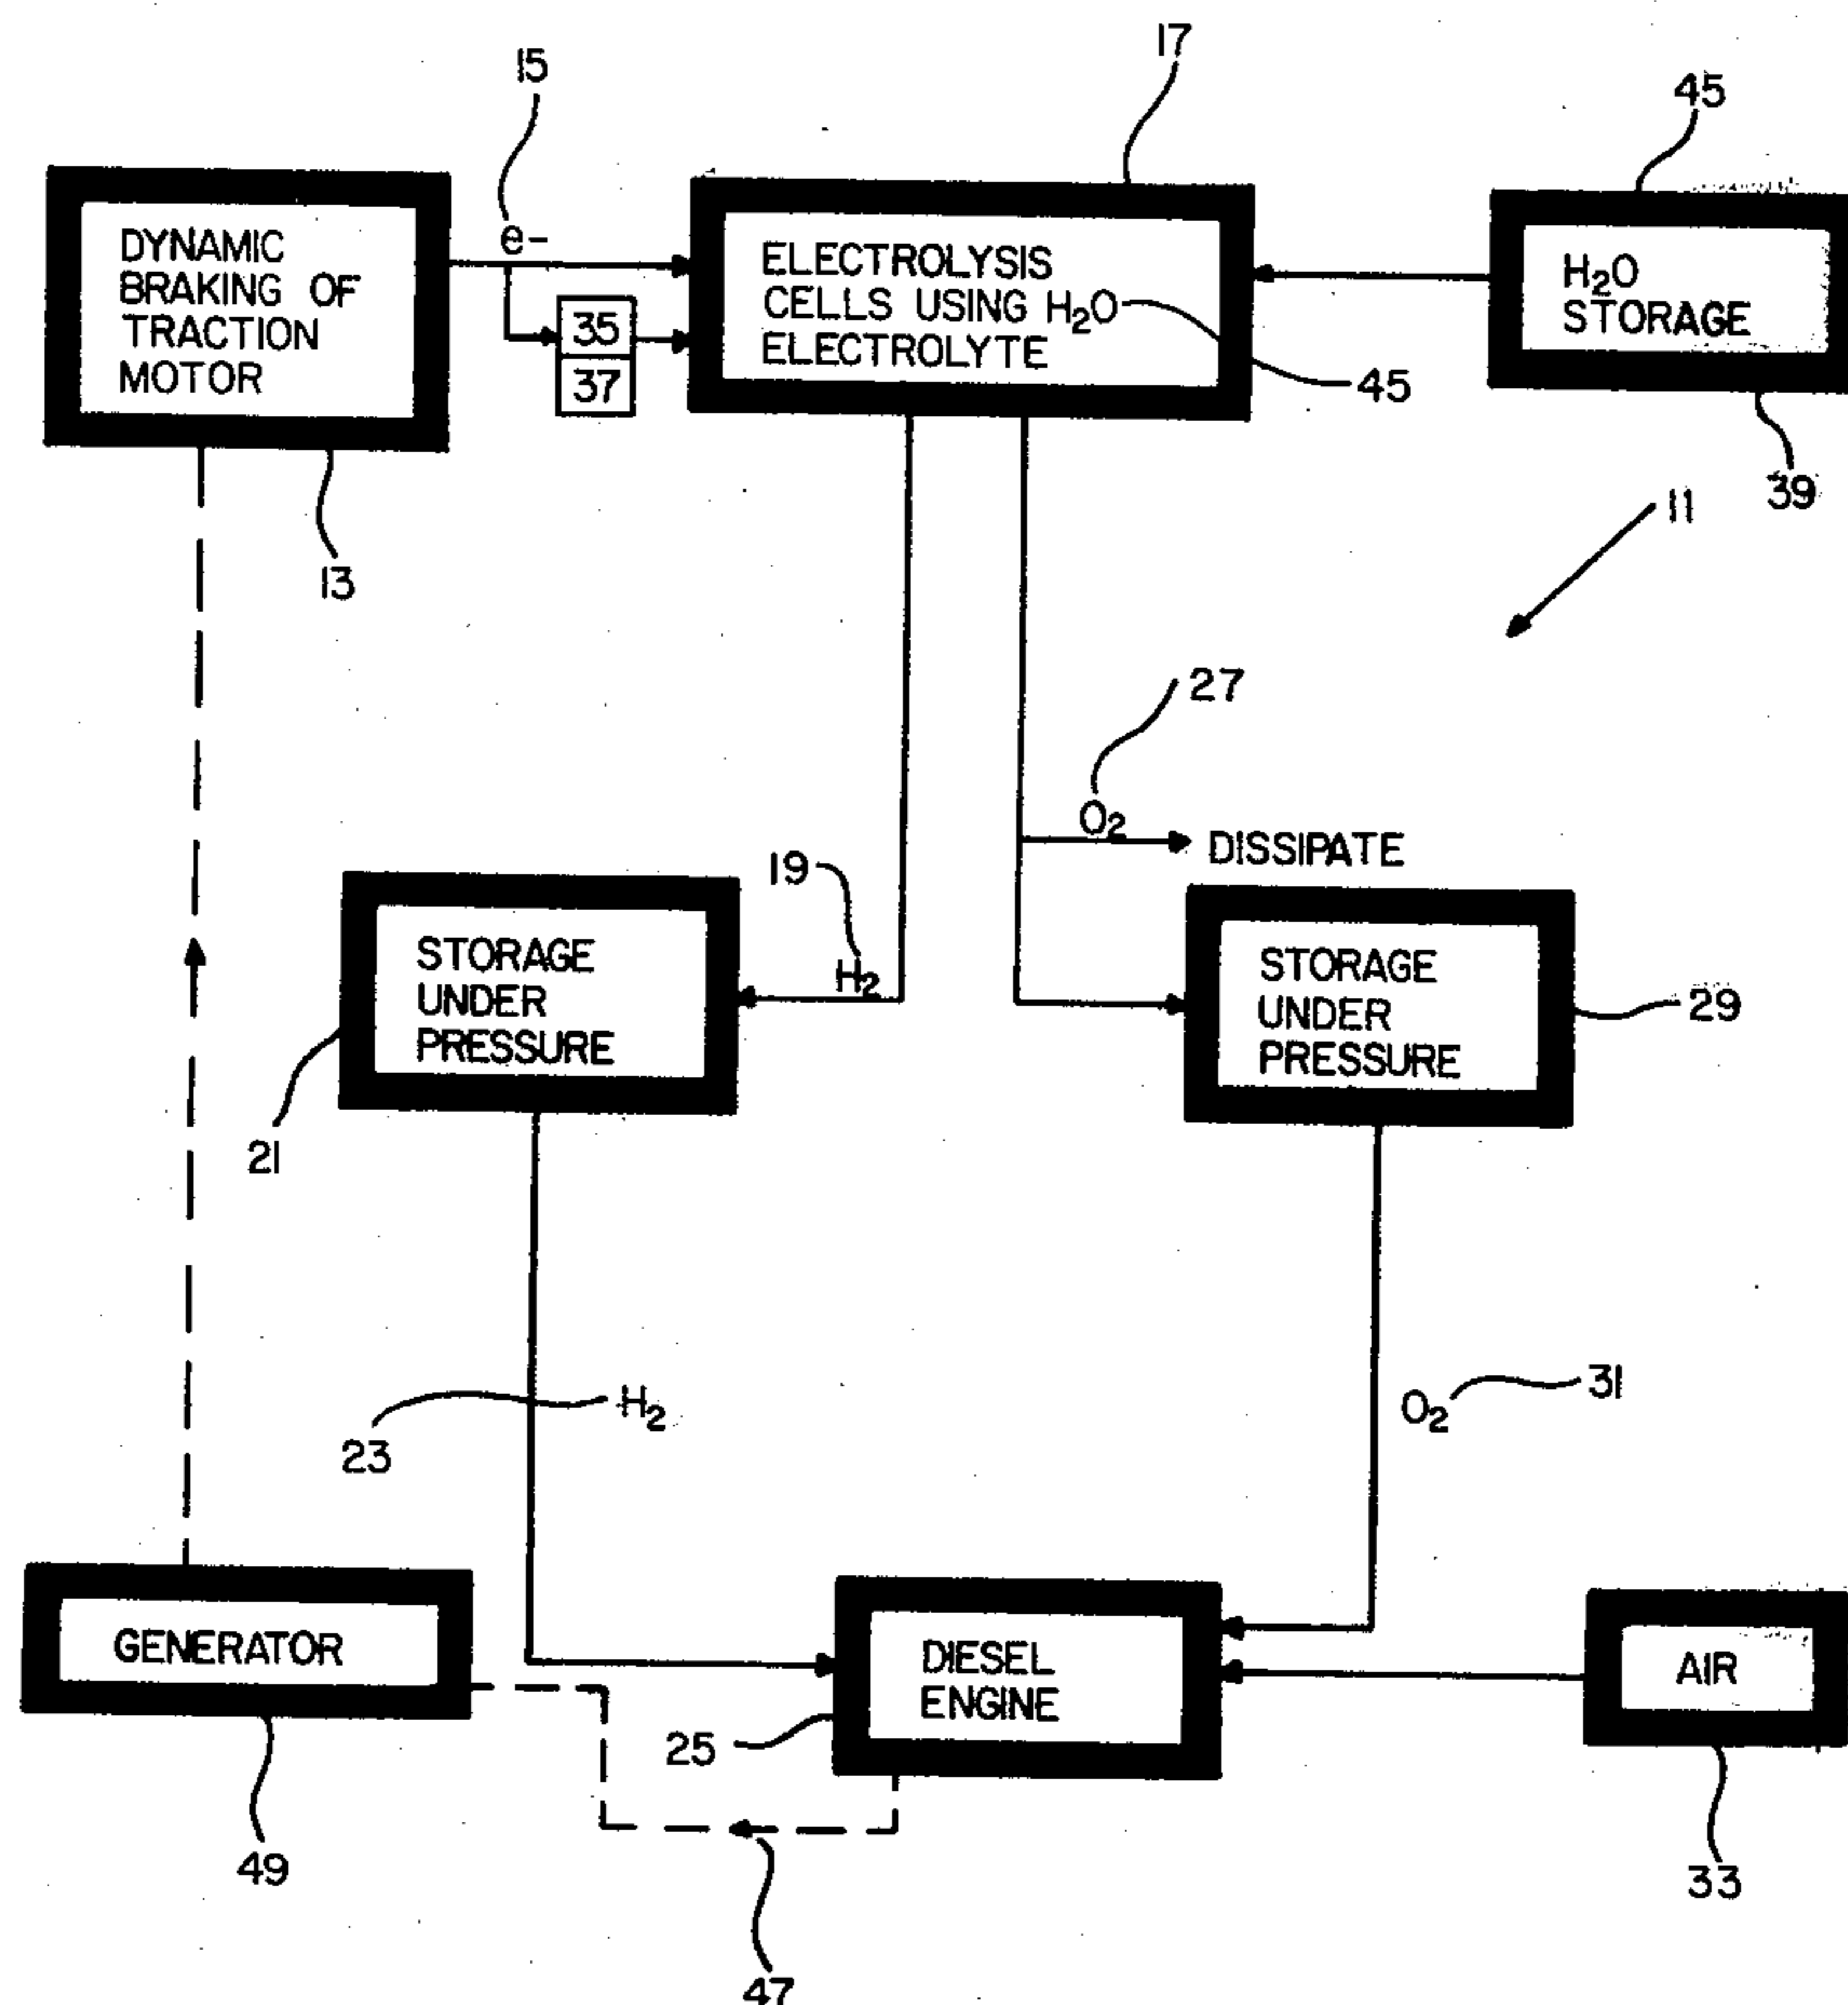 15
17
45
DYNAMIC
BRAKING OF
TRACTION
MOTOR
e-
35
37
ELECTROLYSIS
CELLS USING H₂O
ELECTROLYTE
45
H₂O
STORAGE
39
11
13
27
O₂
DISSIPATE
19
H₂
STORAGE
UNDER
PRESSURE
21
STORAGE
UNDER
PRESSURE
29
23
H₂
O₂
31
GENERATOR
49
DIESEL
ENGINE
25
AIR
33
47